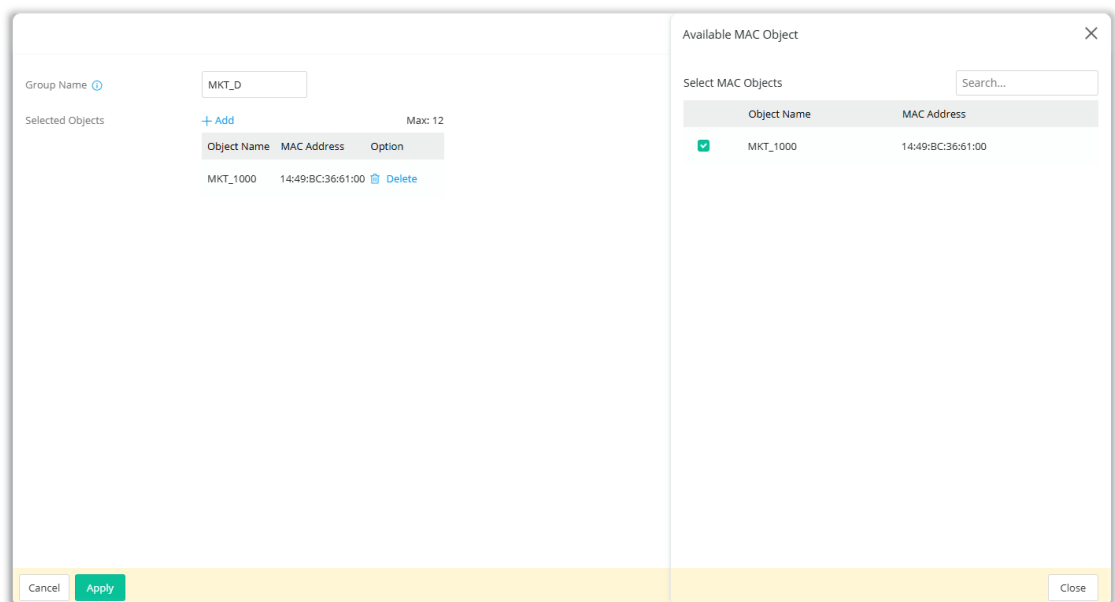 Available MAC Object
Group Name MKT_D
Select MAC Objects Search...
Selected Objects + Add Max: 12
Object Name MAC Address
Object Name MAC Address Option
MKT_1000 14:49:BC:36:61:00
MKT_1000 14:49:BC:36:61:00 Delete
Cancel Apply Close